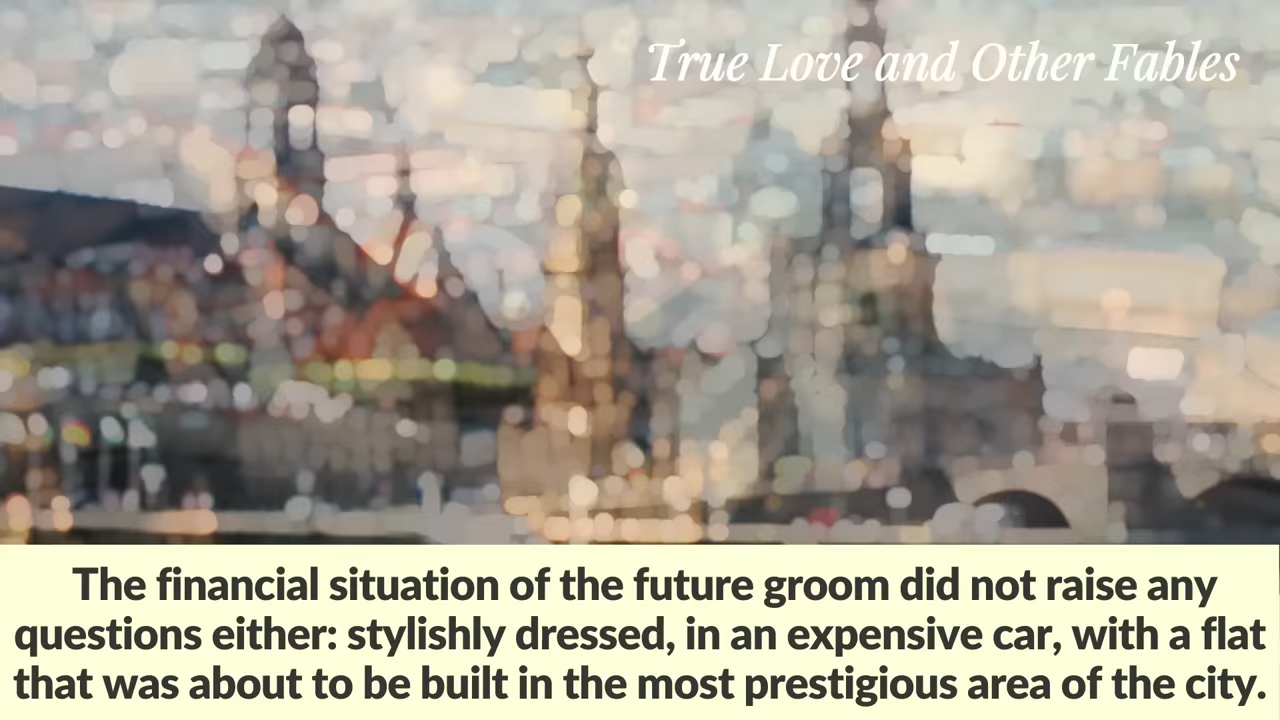 True Love and Other Fables
The financial situation of the future groom did not raise any
questions either: stylishly dressed, in an expensive car, with a flat
that was about to be built in the most prestigious area of the city.